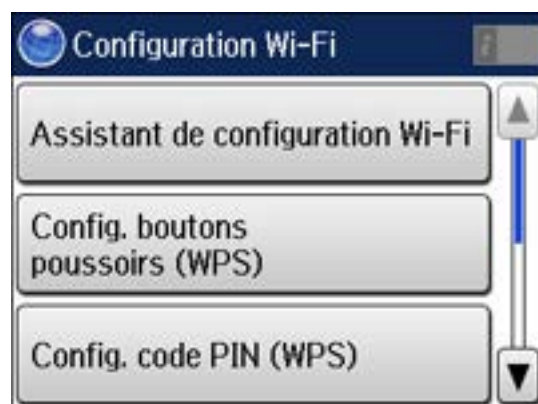 Configuration Wi-Fi
Assistant de configuration Wi-Fi
Config. boutons
poussoirs (WPS)
Config. code PIN (WPS)